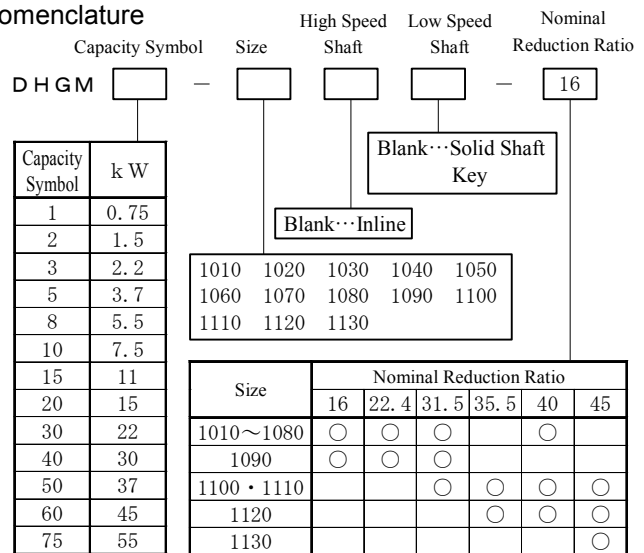 omenclature
Capacity Symbol Size High Speed Shaft Low Speed Shaft Nominal Reduction Ratio
DHGM － － 16
Blank…Solid Shaft
Key
Blank…Inline
Capacity Symbol kW
1 0.75
2 1.5
3 2.2
5 3.7
8 5.5
10 7.5
15 11
20 15
30 22
40 30
50 37
60 45
75 55
1010 1020 1030 1040 1050
1060 1070 1080 1090 1100
1110 1120 1130
Size Nominal Reduction Ratio
16 22.4 31.5 35.5 40 45
1010～1080 ○ ○ ○ ○
1090 ○ ○ ○
1100・1110 ○ ○ ○ ○
1120 ○ ○ ○
1130 ○